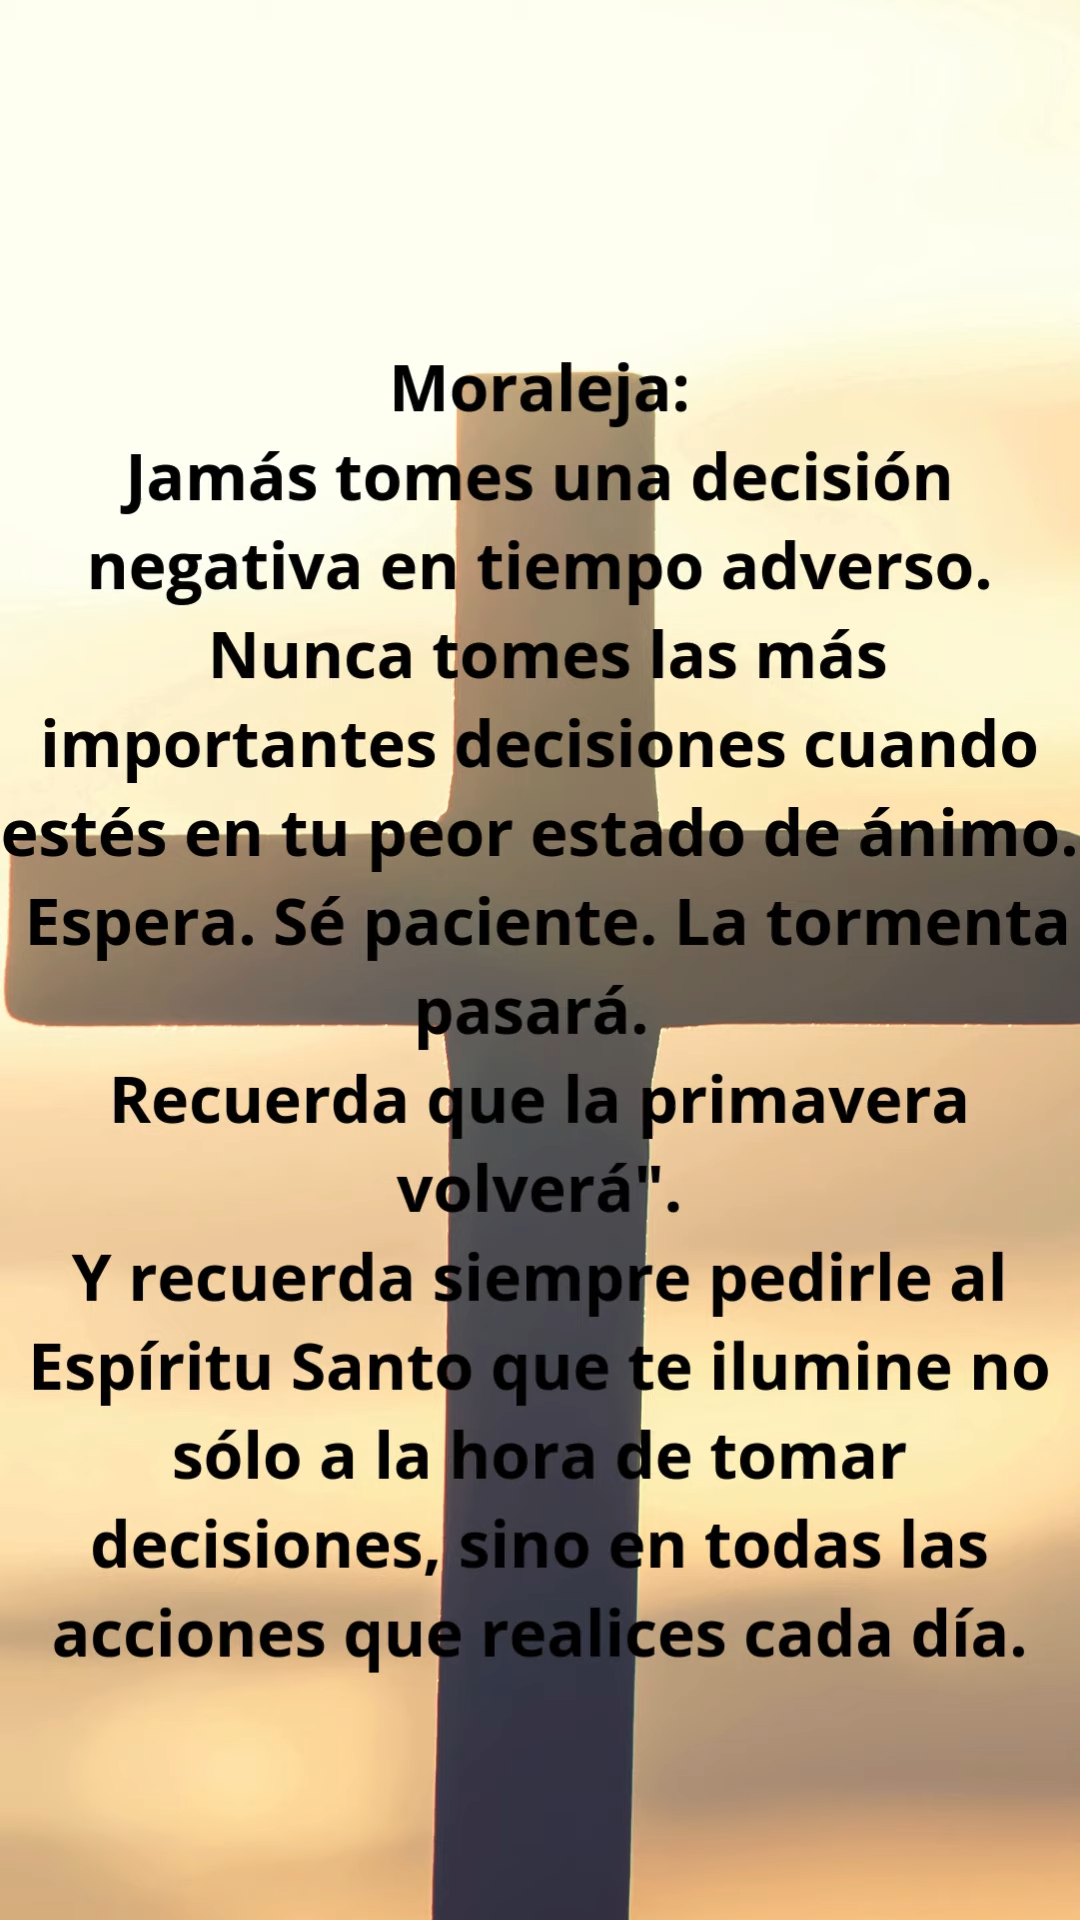 Moraleja:
Jamás tomes una decisión
negativa en tiempo adverso.
Nunca tomes las más
importantes decisiones cuando
estés en tu peor estado de ánimo.
Espera. Sé paciente. La tormenta
pasará.
Recuerda que la primavera
volverá".
Y recuerda siempre pedirle al
Espíritu Santo que te ilumine no
sólo a la hora de tomar
decisiones, sino en todas las
acciones que realices cada día.